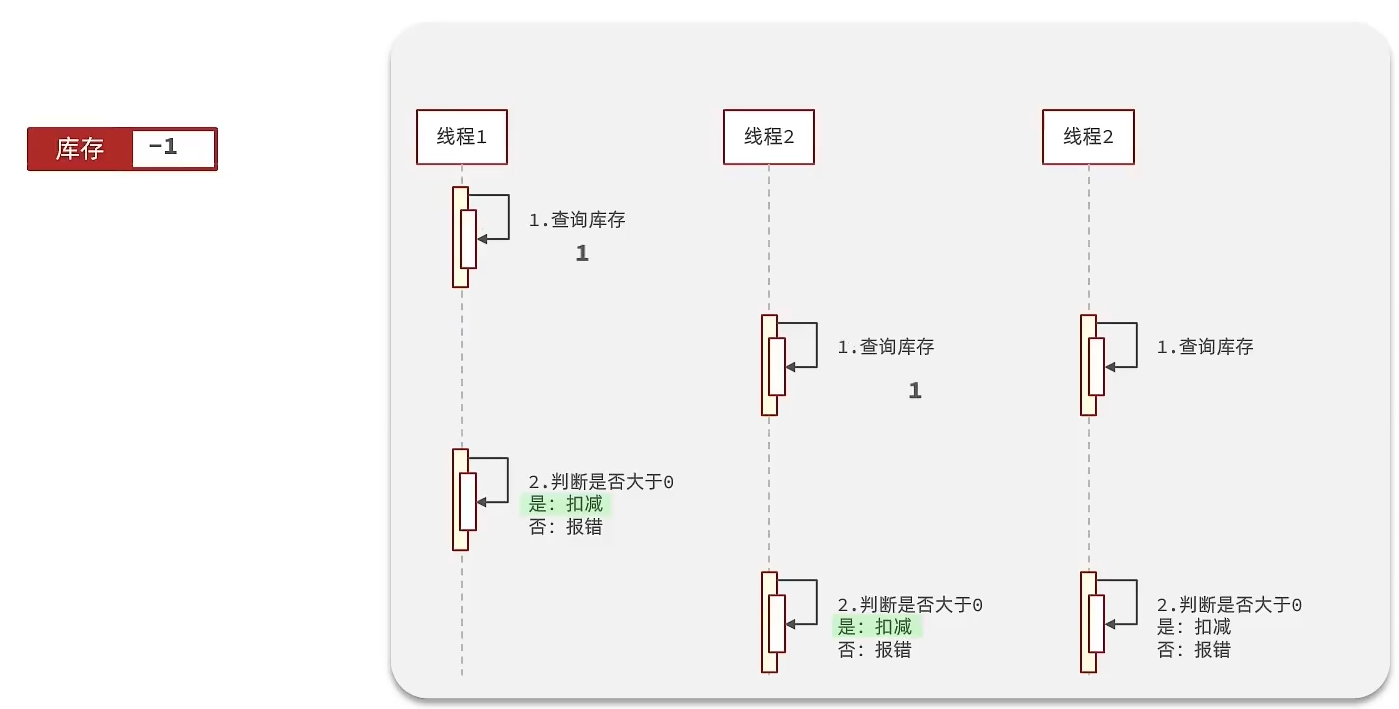 库存 -1
线程1
线程2
线程2
1.查询库存
1
1.查询库存
1
1.查询库存
2.判断是否大于0
是：扣减
否：报错
2.判断是否大于0
是：扣减
否：报错
2.判断是否大于0
是：扣减
否：报错